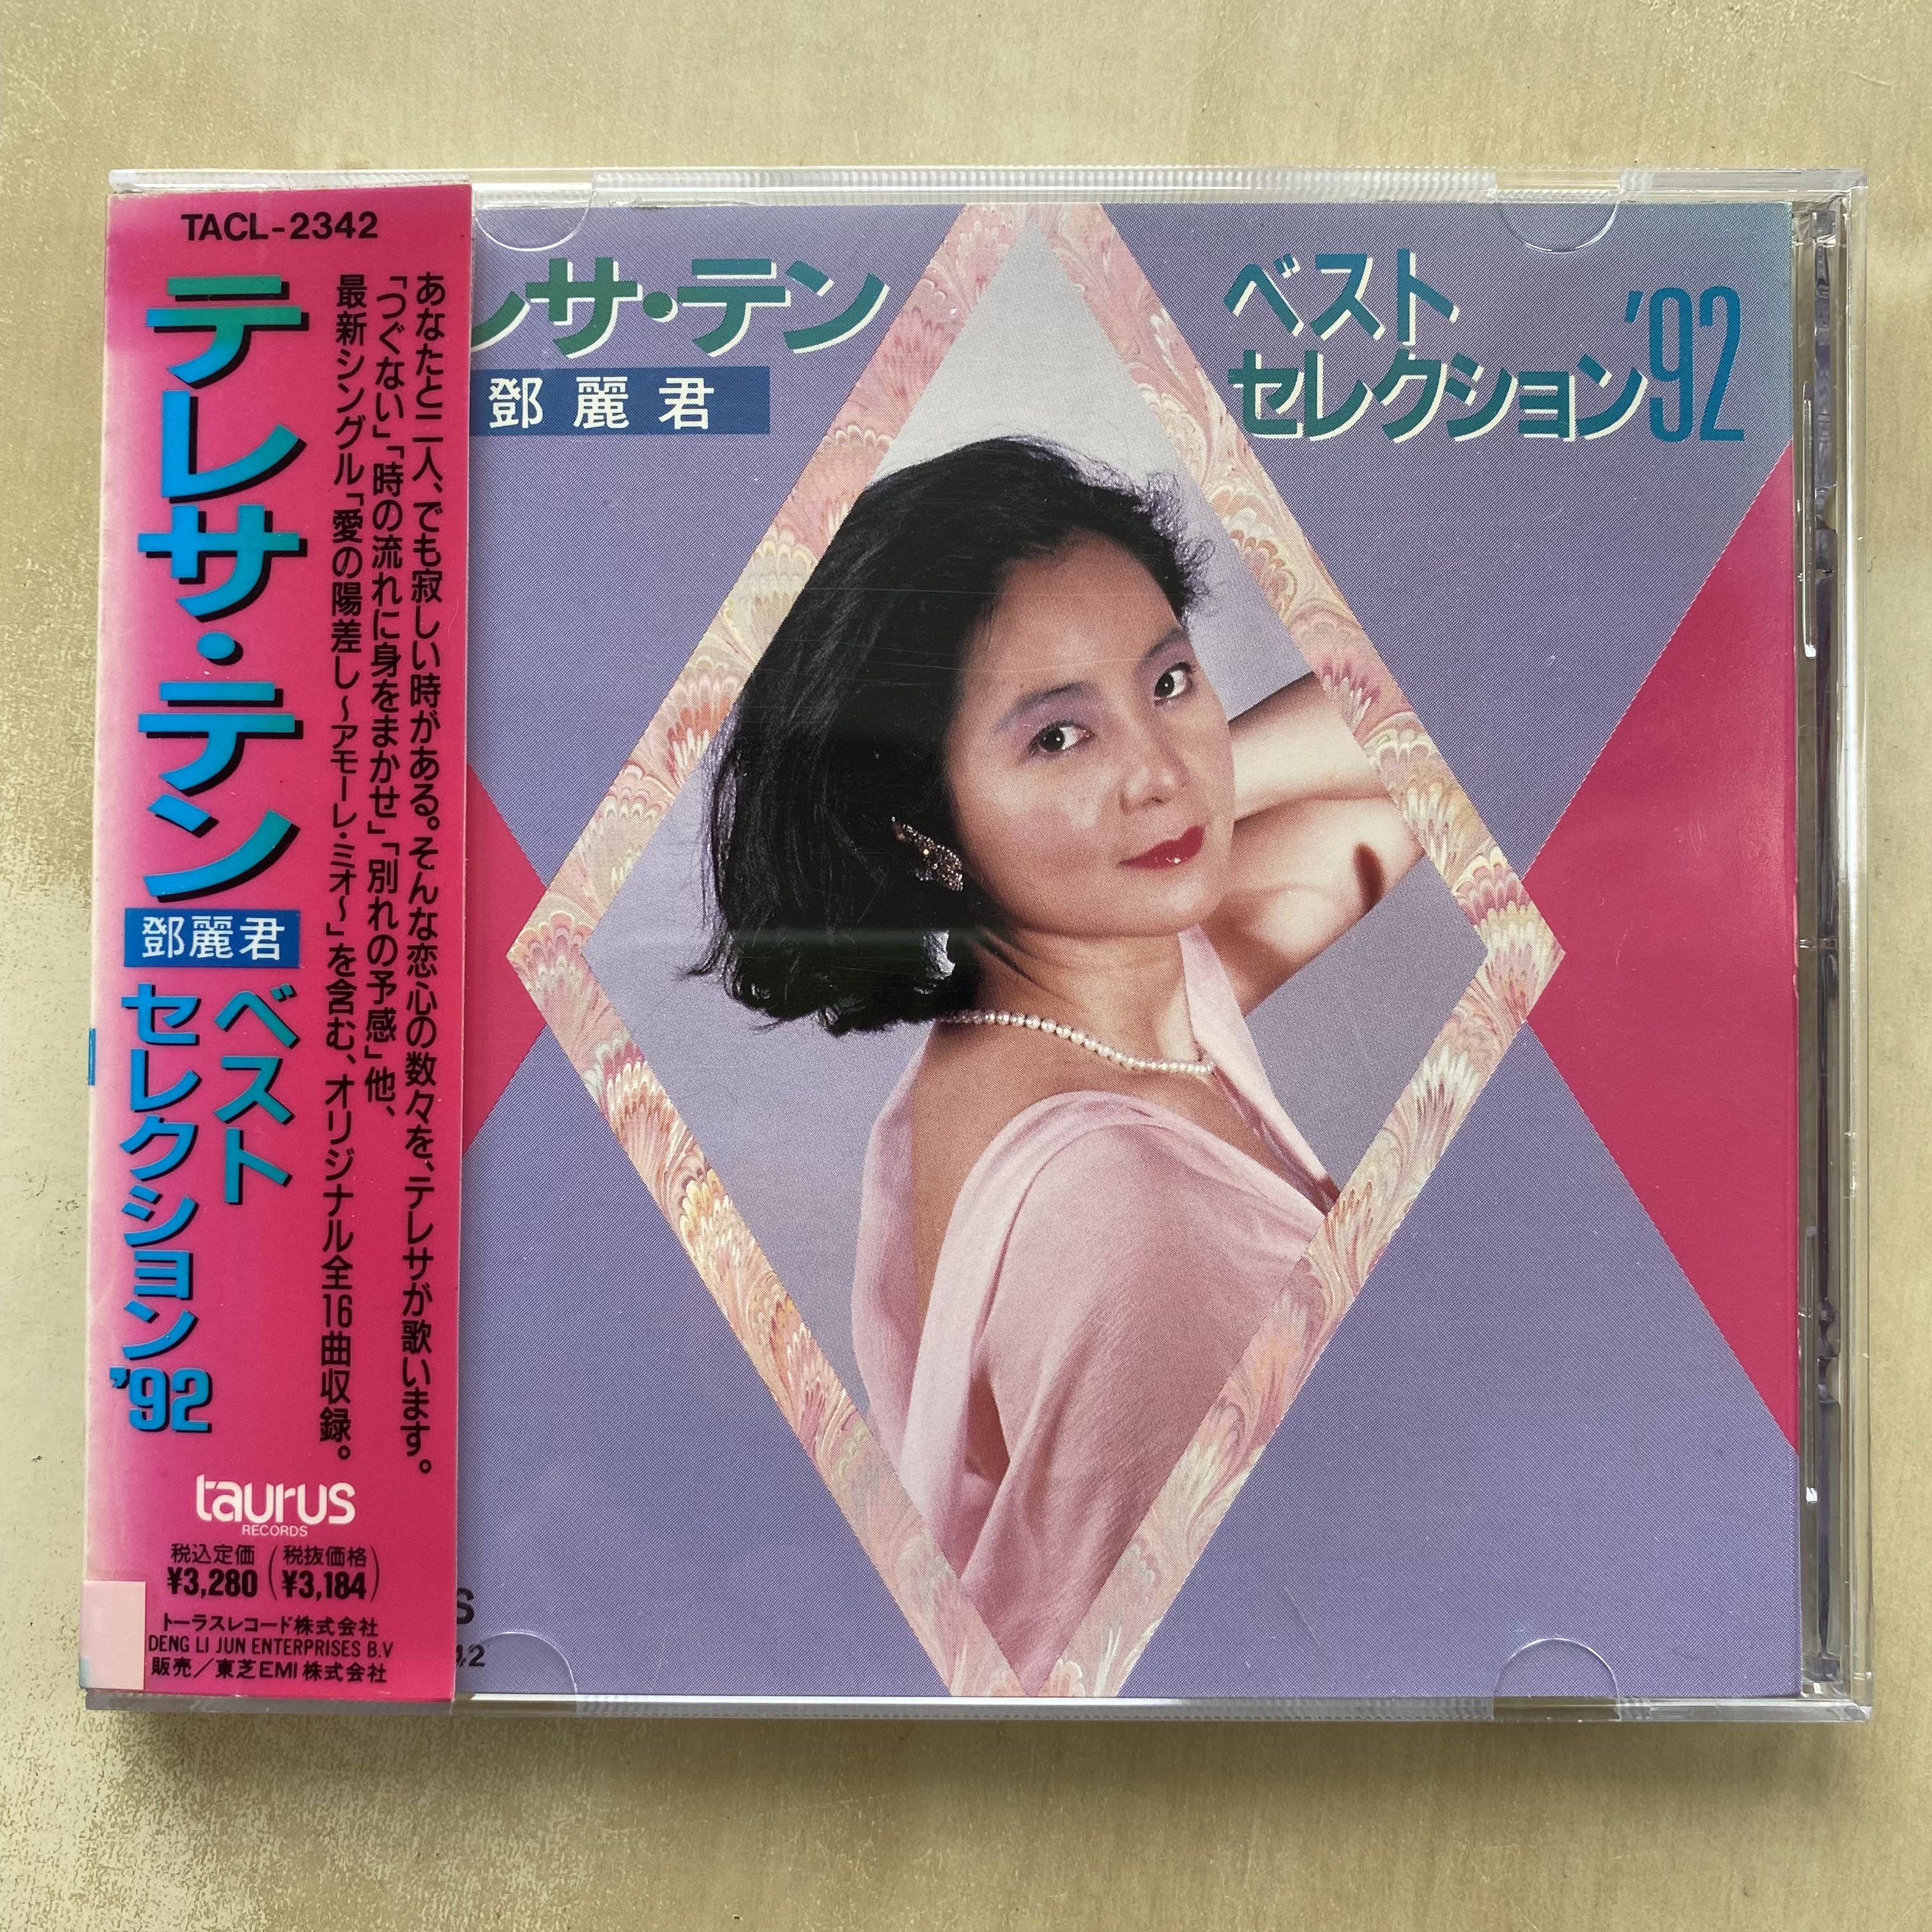 TACL-2342
テレサ・テン
鄧麗君
ベスト
セレクション'92
あなたと二人、でも寂しい時がある。そんな恋心の数々を、テレサが歌います。
「つぐない」「時の流れに身をまかせ」「別れの予感」他、
最新シングル「愛の陽差し〜アモーレ・ミオ〜」を含む、オリジナル全16曲収録。
taurus
RECORDS
税込定価 (税抜価格)
¥3,280 (¥3,184)
トーラスレコード株式会社
DENG LI JUN ENTERPRISES B.V
販売／東芝EMI株式会社
レサ・テン
鄧麗君
ベスト
セレクション'92
S
42